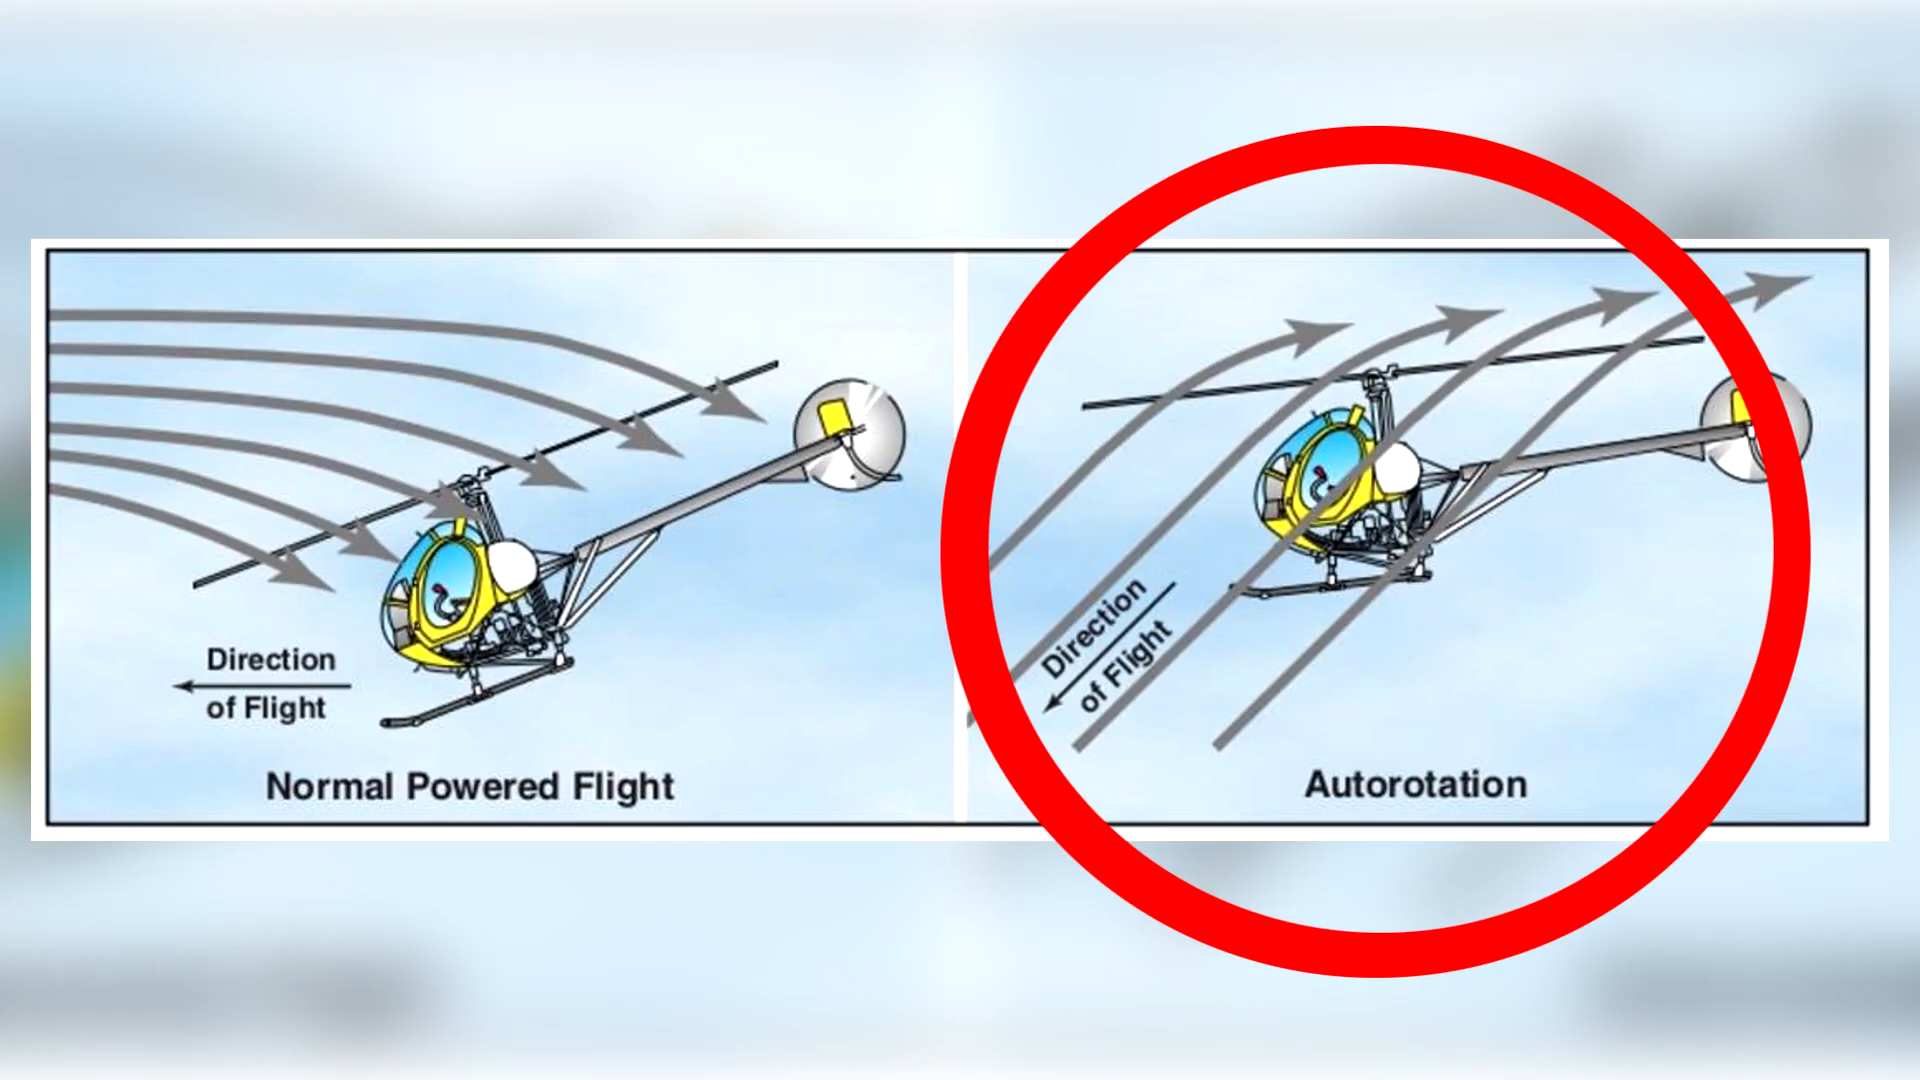 Direction
of Flight
Normal Powered Flight
Direction
of Flight
Autorotation